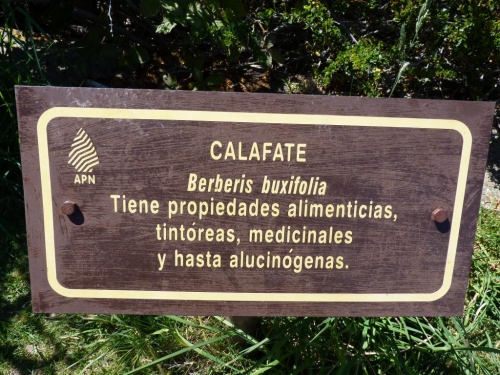 APN
CALAFATE
Berberis buxifolia
Tiene propiedades alimenticias,
tintóreas, medicinales
y hasta alucinógenas.